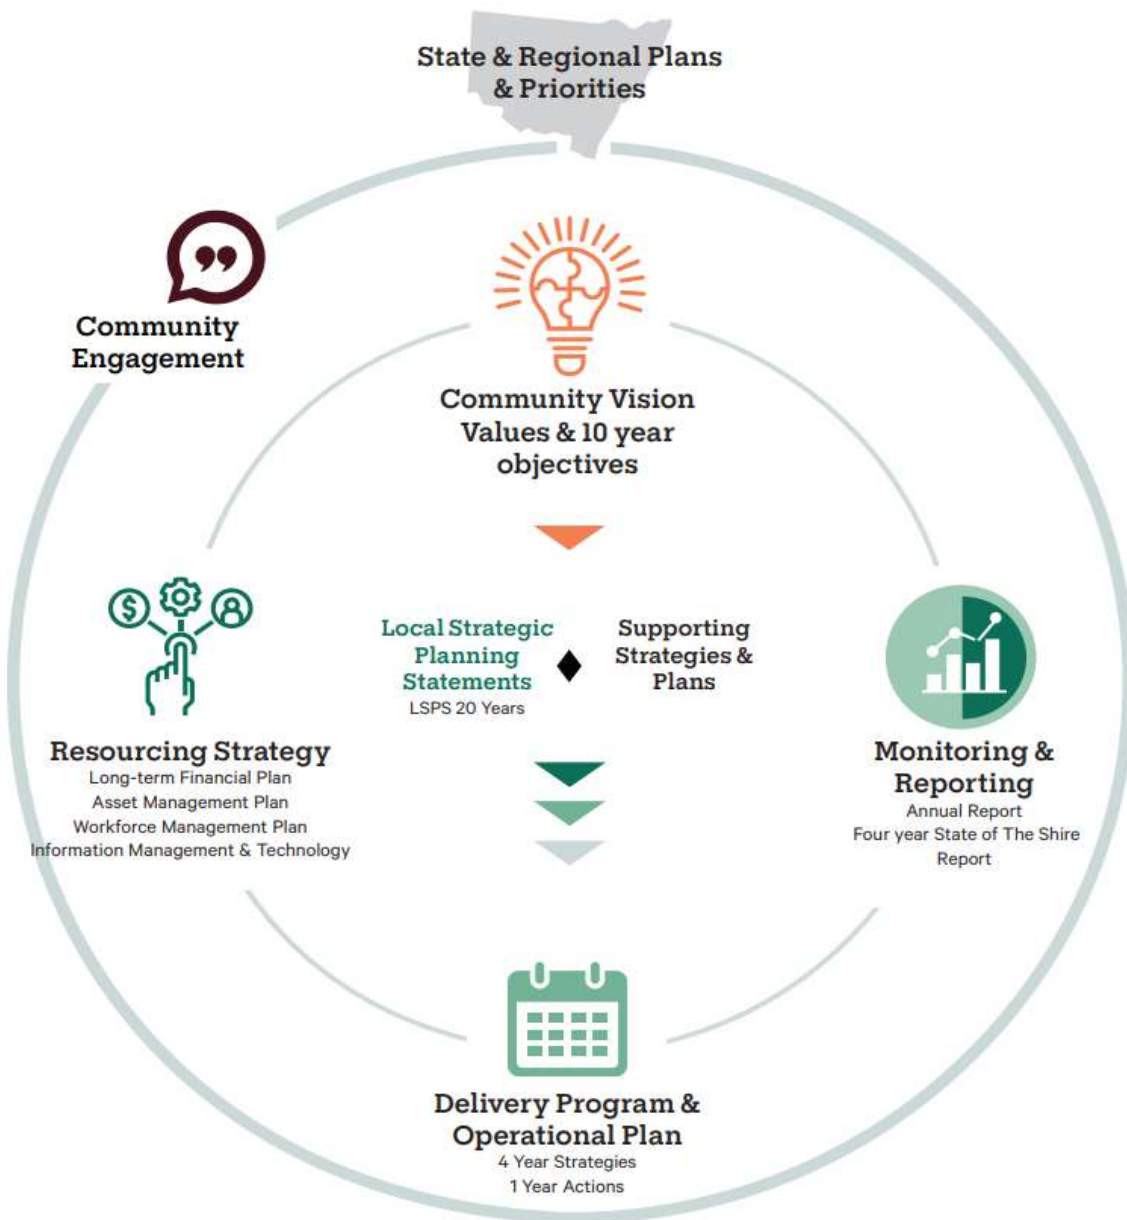 State & Regional Plans
& Priorities
Community
Engagement
Community Vision
Values & 10 year
objectives
Local Strategic
Planning
Statements
LSPS 20 Years
Supporting
Strategies &
Plans
Resourcing Strategy
Long-term Financial Plan
Asset Management Plan
Workforce Management Plan
Information Management & Technology
Monitoring &
Reporting
Annual Report
Four year State of The Shire
Report
Delivery Program &
Operational Plan
4 Year Strategies
1 Year Actions